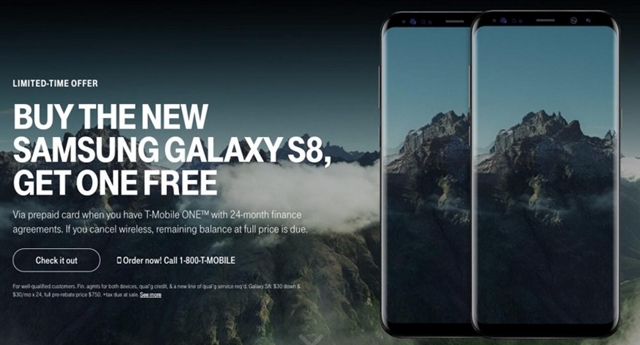 LIMITED-TIME OFFER
BUY THE NEW
SAMSUNG GALAXY S8,
GET ONE FREE
Via prepaid card when you have T-Mobile ONE™ with 24-month finance
agreements. If you cancel wireless, remaining balance at full price is due.
Check it out
Order now! Call 1-800-T-MOBILE
For well-qualified customers. Fin. agmts for both devices, qual'g credit, & a new line of qual'g service req'd. Galaxy S8: $30 down &
$30/mo x 24, full pre-rebate price $750. +tax due at sale. See more